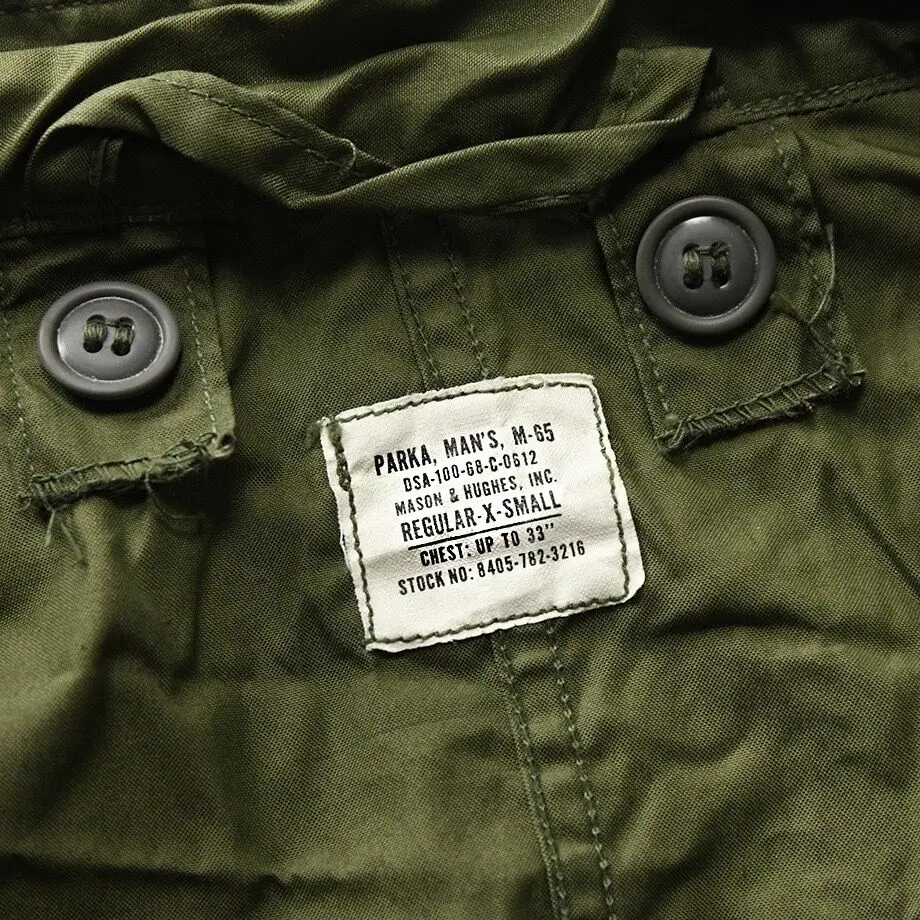 PARKA, MAN'S, M-65
DSA-100-68-C-0612
MASON & HUGHES, INC.
REGULAR-X-SMALL
CHEST: UP TO 33"
STOCK NO: 8405-782-3216